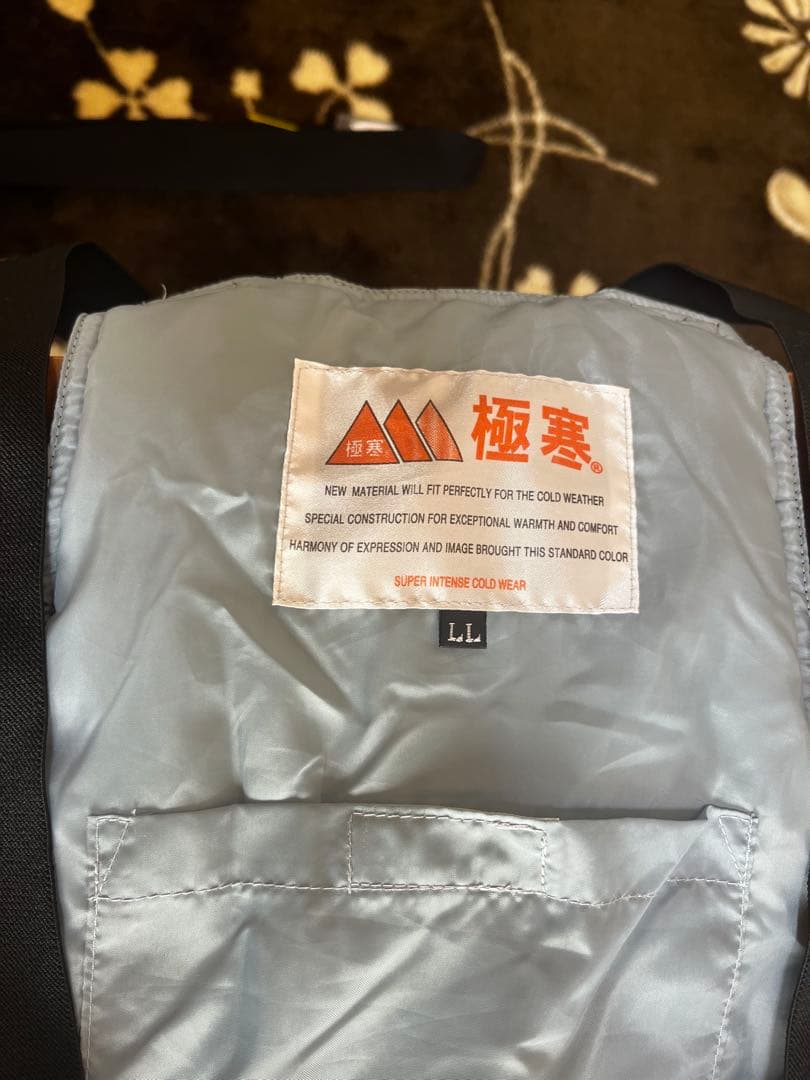 極寒 極寒®
NEW MATERIAL WILL FIT PERFECTLY FOR THE COLD WEATHER
SPECIAL CONSTRUCTION FOR EXCEPTIONAL WARMTH AND COMFORT
HARMONY OF EXPRESSION AND IMAGE BROUGHT THIS STANDARD COLOR
SUPER INTENSE COLD WEAR
LL